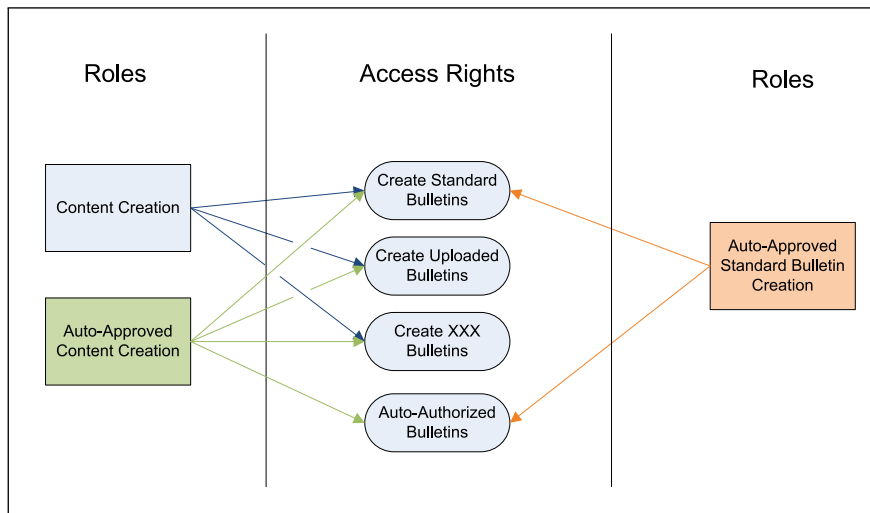 Roles
Access Rights
Roles
Content Creation
Auto-Approved
Content Creation
Create Standard
Bulletins
Create Uploaded
Bulletins
Create XXX
Bulletins
Auto-Authorized
Bulletins
Auto-Approved
Standard Bulletin
Creation